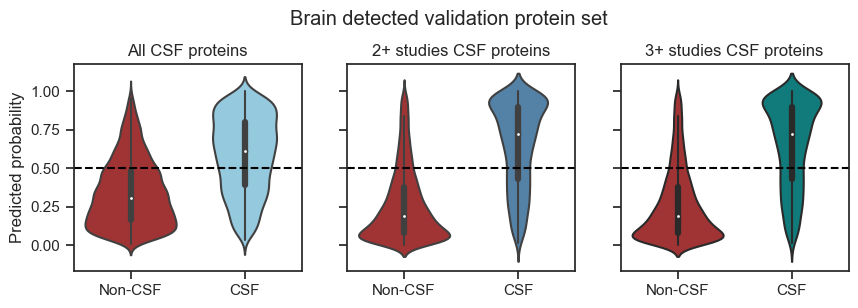 Brain detected validation protein set
All CSF proteins
2+ studies CSF proteins
3+ studies CSF proteins
Predicted probability
1.00
0.75
0.50
0.25
0.00
Non-CSF
CSF
Non-CSF
CSF
Non-CSF
CSF